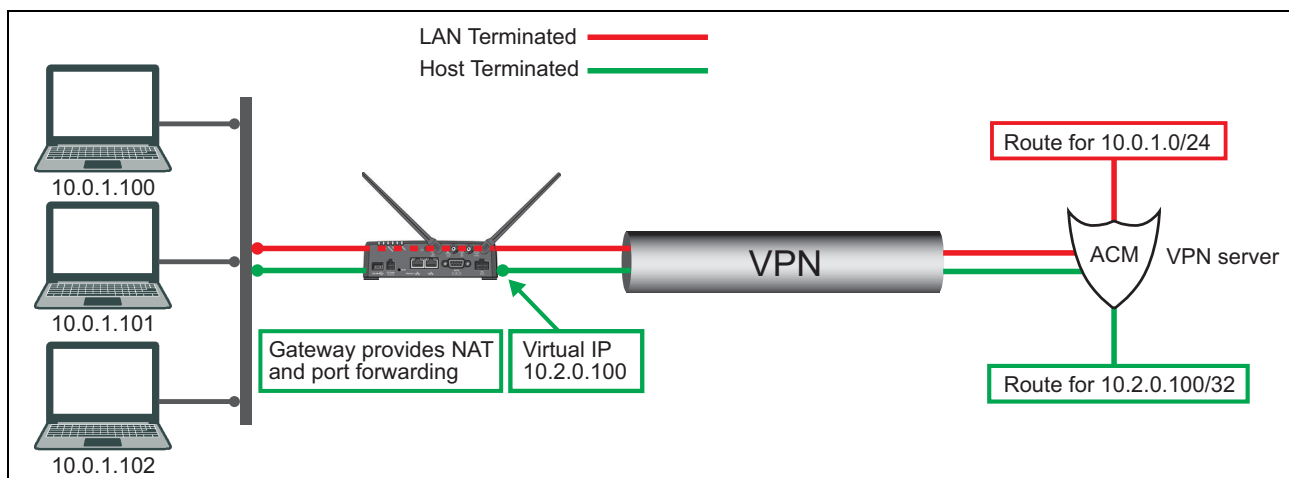 LAN Terminated
Host Terminated
10.0.1.100
10.0.1.101
10.0.1.102
Gateway provides NAT
and port forwarding
Virtual IP
10.2.0.100
VPN
Route for 10.0.1.0/24
ACM
VPN server
Route for 10.2.0.100/32